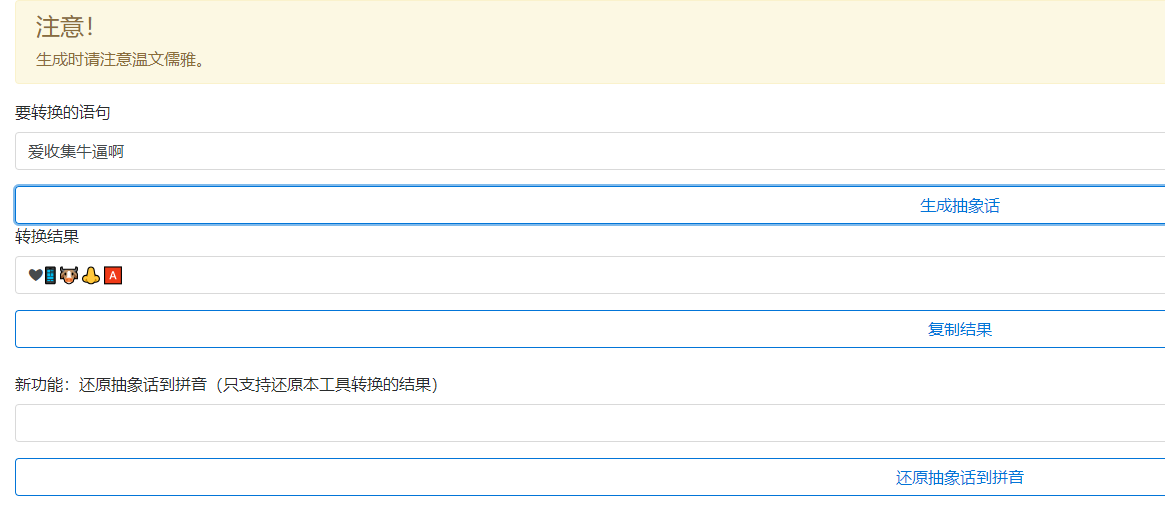 注意！
生成时请注意温文儒雅。
要转换的语句
爱收集牛逼啊
生成抽象话
转换结果
🖤📱🐮👃🅰
复制结果
新功能：还原抽象话到拼音（只支持还原本工具转换的结果）
还原抽象话到拼音